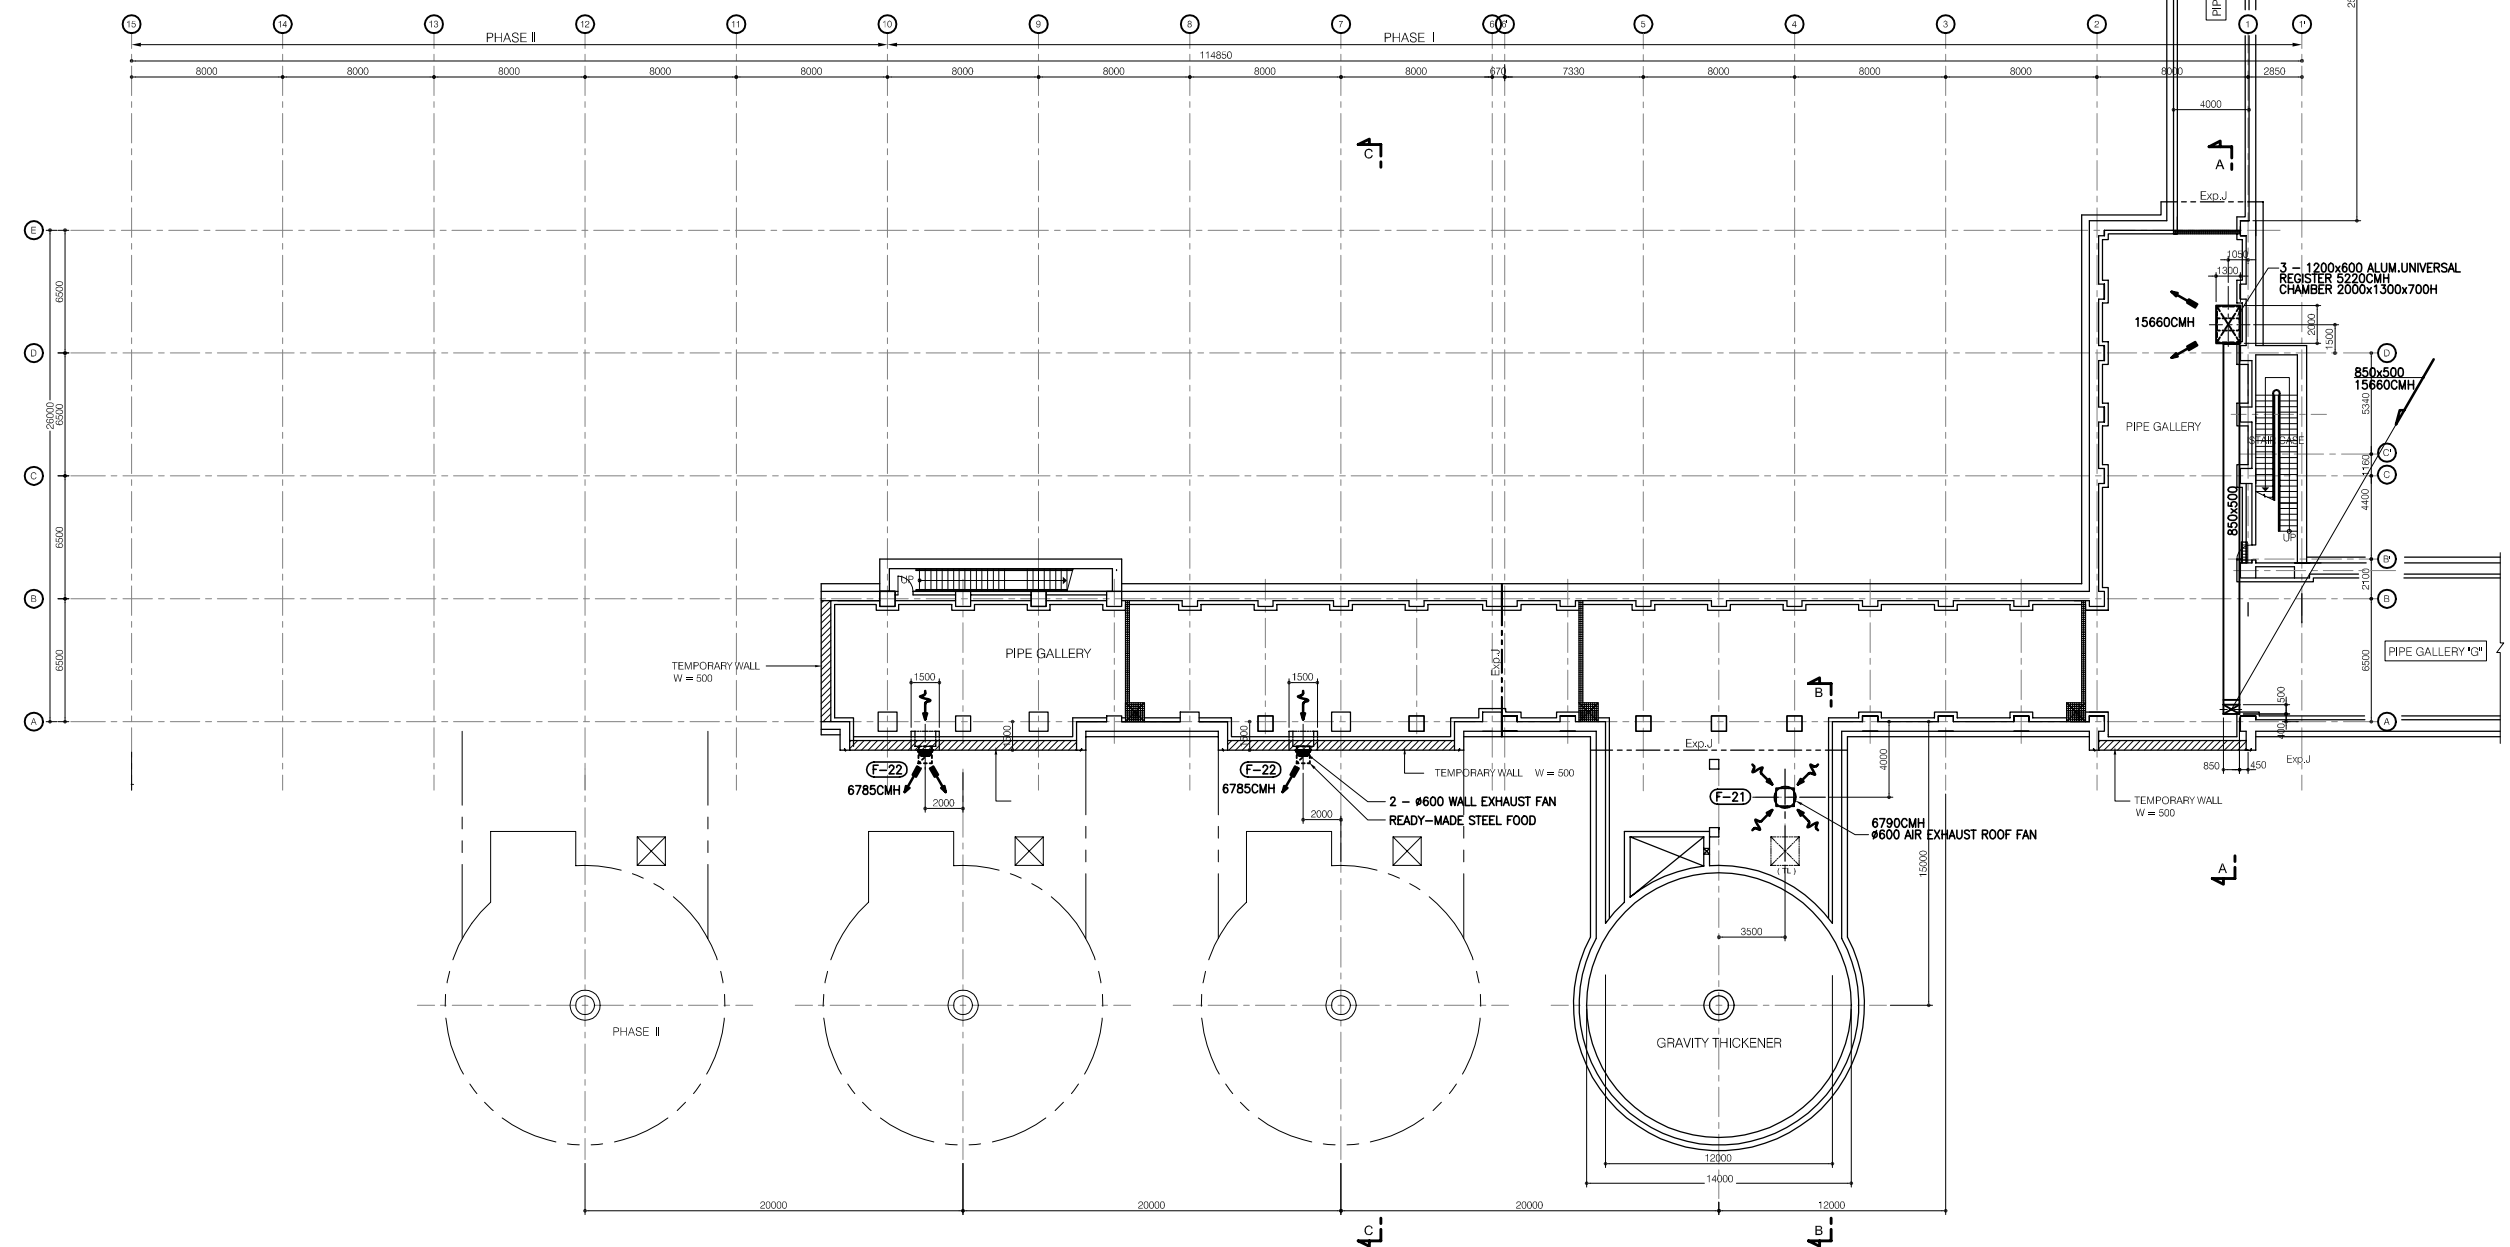 15 14 13 12 11 10 9 8 7 6 6' 5 4 3 2 1 1'
PHASE II
PHASE I
114850
8000 8000 8000 8000 8000 8000 8000 8000 8000 670 7330 8000 8000 8000 8000 2850
4000
C
A
Exp.J
E
D
C
B
A
6500
6500
6500
6500
26000
1050
1300
3 - 1200x600 ALUM.UNIVERSAL
REGISTER 5220CMH
CHAMBER 2000x1300x700H
15660CMH
2000
1500
D
850x500
15660CMH
5340
PIPE GALLERY
C'
1160
C
4400
850x500
UP
B'
2100
B
6500
PIPE GALLERY "G"
A
500
400
850
450
Exp.J
UP
PIPE GALLERY
TEMPORARY WALL
W = 500
1500
1500
Exp.J
B
F-22
6785CMH
2000
F-22
6785CMH
2000
TEMPORARY WALL W = 500
2 - ø600 WALL EXHAUST FAN
READY-MADE STEEL FOOD
Exp.J
4000
F-21
6790CMH
ø600 AIR EXHAUST ROOF FAN
( TL )
15000
TEMPORARY WALL
W = 500
A
3500
PHASE II
GRAVITY THICKENER
12000
14000
20000 20000 20000 12000
C
B